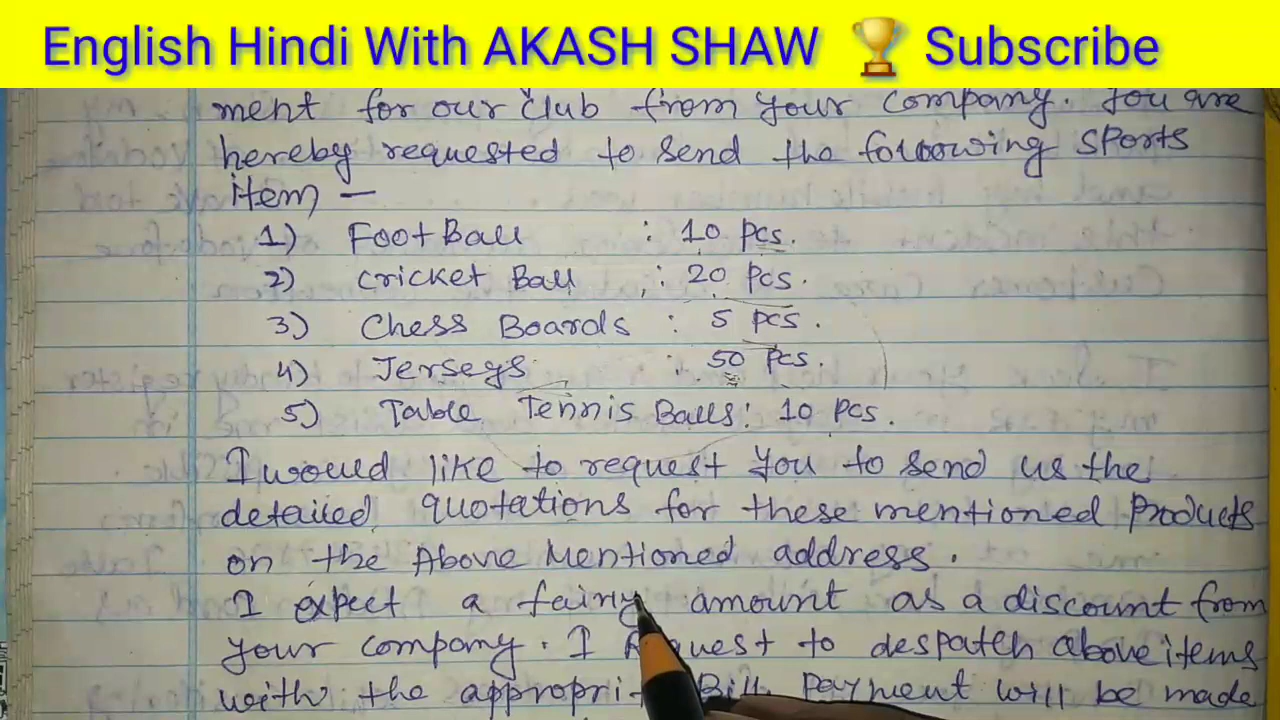 English Hindi With AKASH SHAW 🏆 Subscribe
ment for our Club from your company. You are
hereby requested to send the following sports
item –
1) FootBall : 10 pcs.
2) Cricket Ball : 20 pcs.
3) Chess Boards : 5 pcs.
4) Jerseys : 50 pcs.
5) Table Tennis Balls: 10 pcs.
I would like to request you to send us the
detailed quotations for these mentioned products
on the Above Mentioned address.
I expect a fairly amount as a discount from
your company. I request to despatch above items
with the Bill. Payment will be made